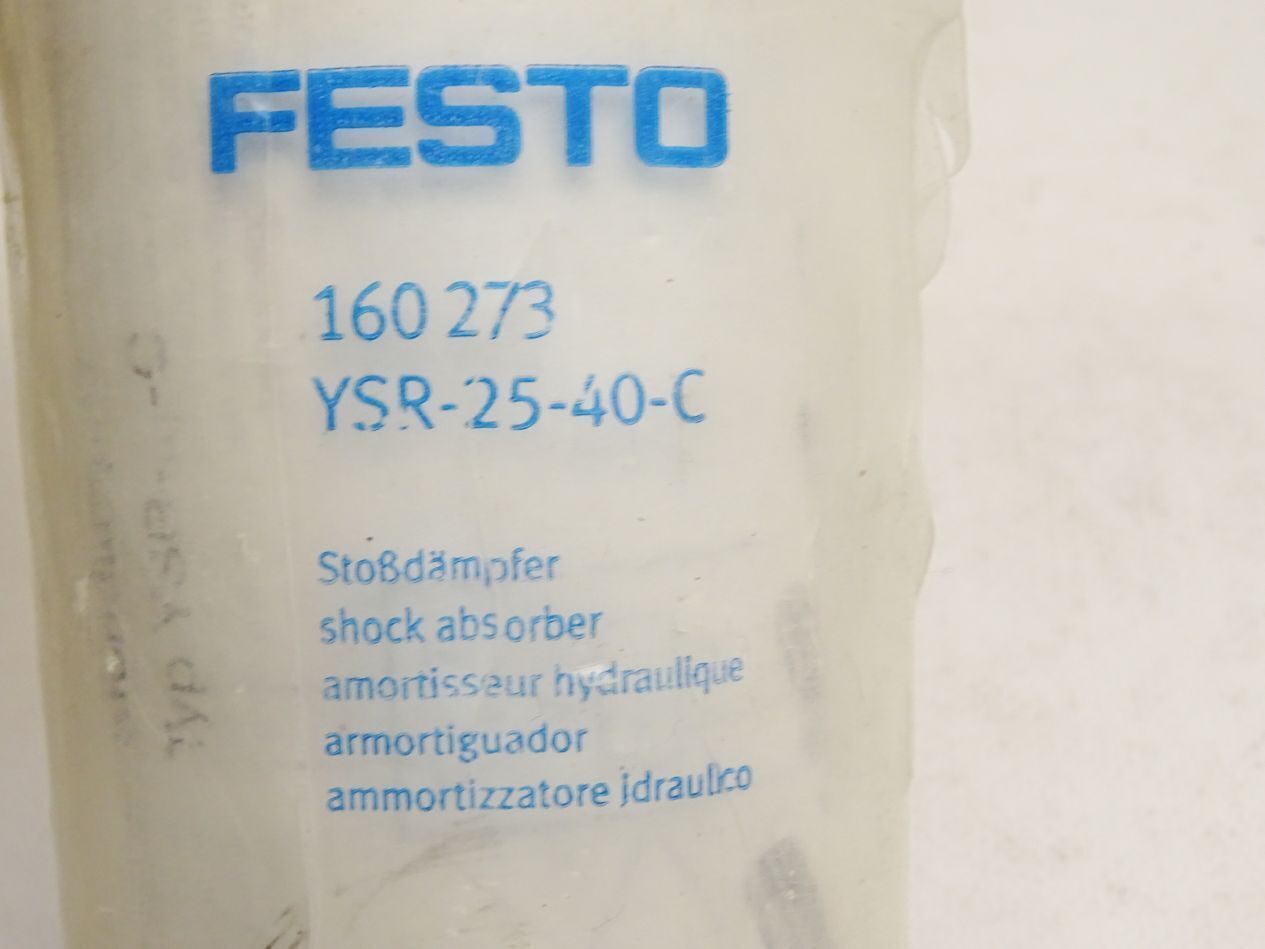 FESTO
160 273
YSR-25-40-C
Stoßdämpfer
shock absorber
amortisseur hydraulique
armortiguador
ammortizzatore idraulico